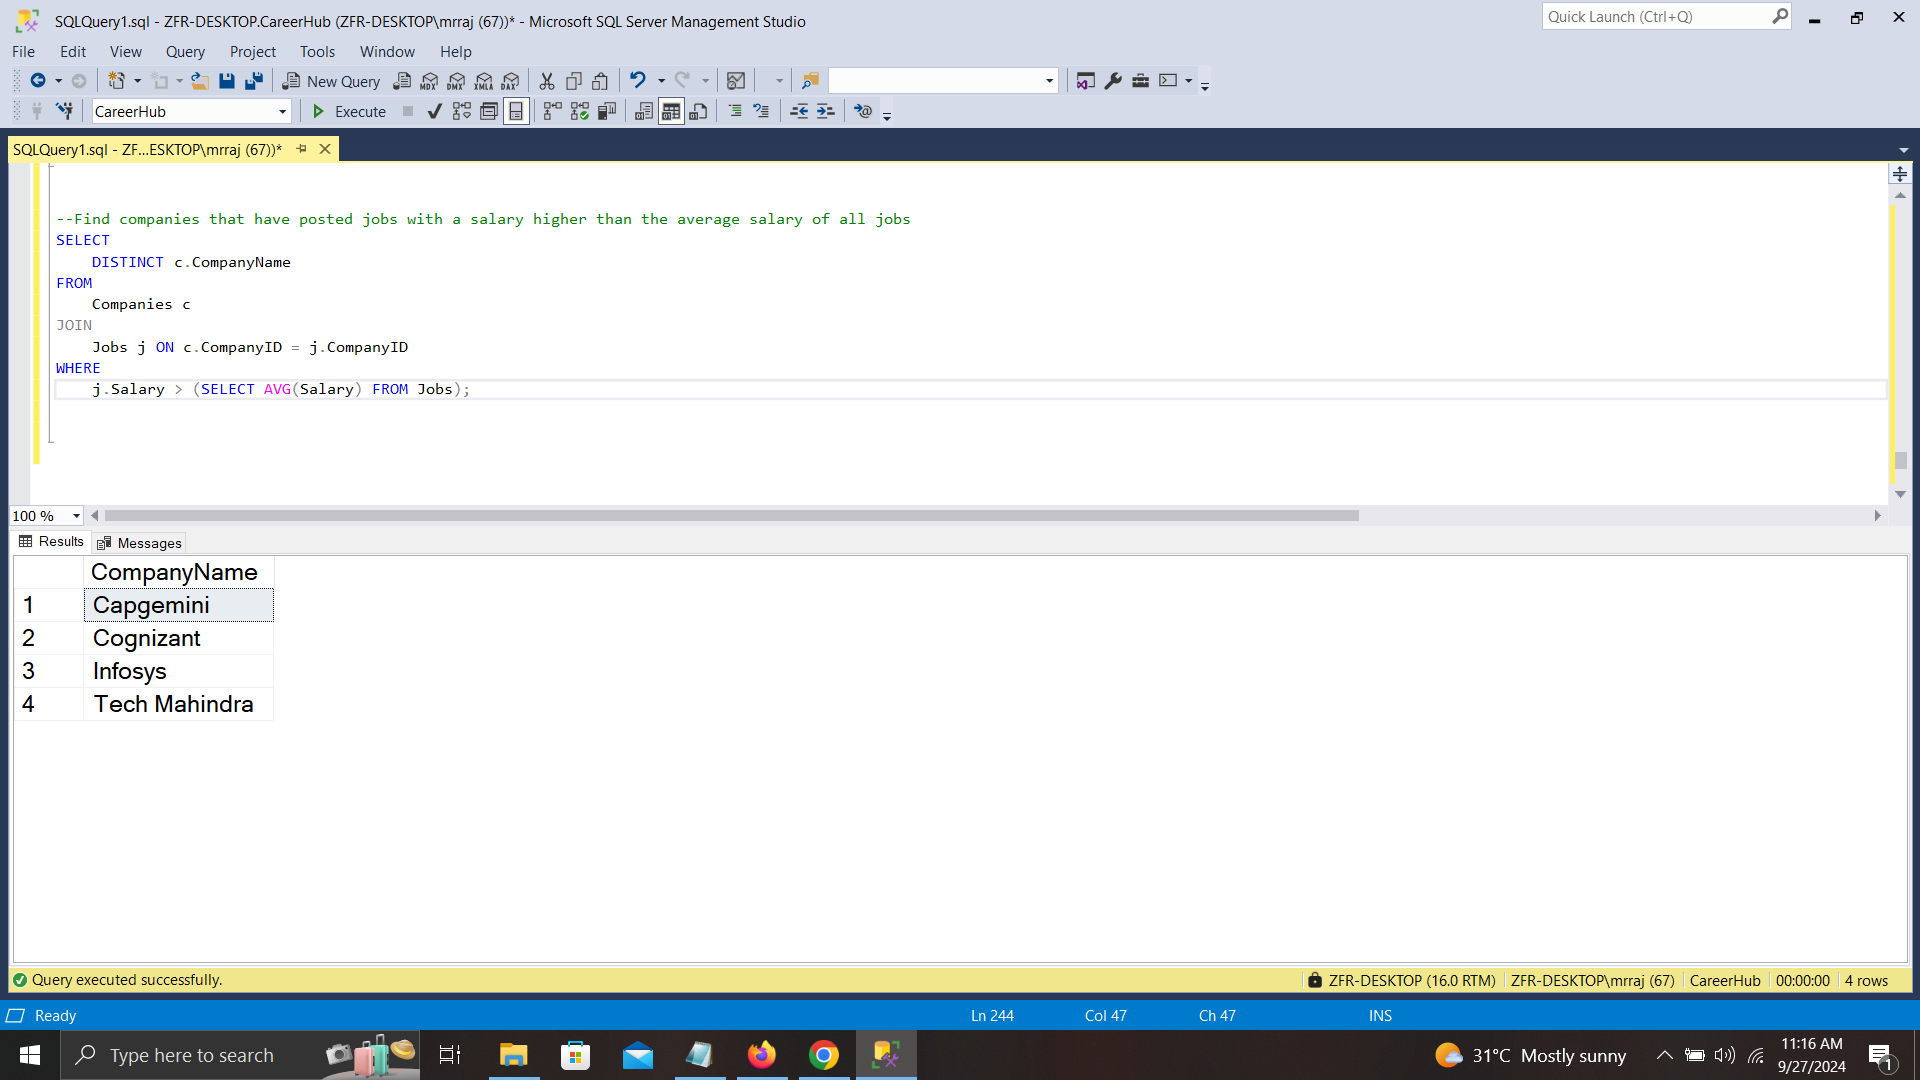 SQLQuery1.sql - ZFR-DESKTOP.CareerHub (ZFR-DESKTOP\mrraj (67))* - Microsoft SQL Server Management Studio
Quick Launch (Ctrl+Q)
File Edit View Query Project Tools Window Help
New Query
MDX DMX XMLA DAX
CareerHub
Execute
SQLQuery1.sql - ZF...ESKTOP\mrraj (67))*
--Find companies that have posted jobs with a salary higher than the average salary of all jobs
SELECT
DISTINCT c.CompanyName
FROM
Companies c
JOIN
Jobs j ON c.CompanyID = j.CompanyID
WHERE
j.Salary > (SELECT AVG(Salary) FROM Jobs);
100 %
Results Messages
CompanyName
1 Capgemini
2 Cognizant
3 Infosys
4 Tech Mahindra
Query executed successfully.
ZFR-DESKTOP (16.0 RTM) ZFR-DESKTOP\mrraj (67) CareerHub 00:00:00 4 rows
Ready
Ln 244 Col 47 Ch 47 INS
Type here to search
31°C Mostly sunny
11:16 AM
9/27/2024
1